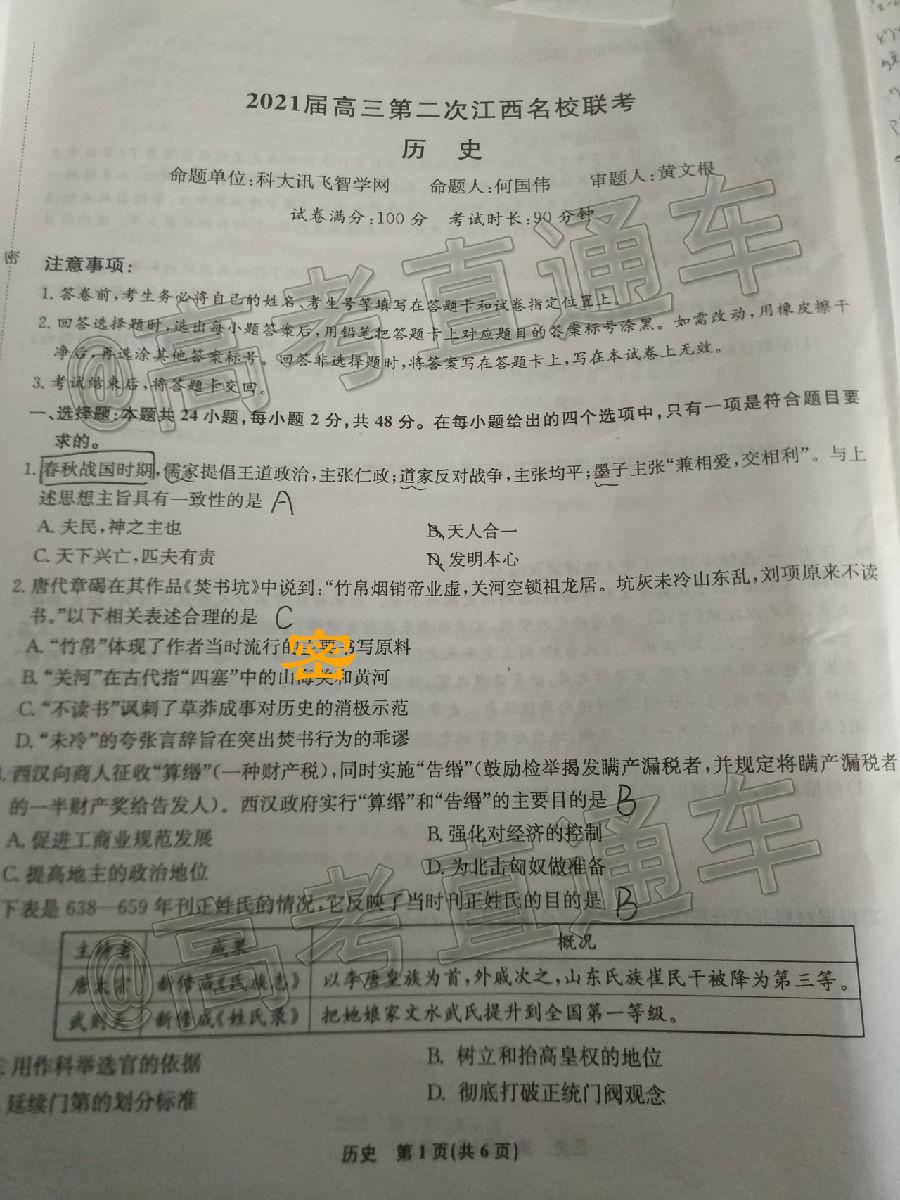 2021届高三第二次江西名校联考
历 史
命题单位:科大讯飞智学网 命题人:何国伟 审题人:黄文根
试卷满分:100分 考试时长:90分钟
密
注意事项:
1. 答卷前,考生务必将自己的姓名、考生号等填写在答题卡和试卷指定位置上。
2. 回答选择题时,选出每小题答案后,用铅笔把答题卡上对应题目的答案标号涂黑。如需改动,用橡皮擦干
净后,再选涂其他答案标号。回答非选择题时,将答案写在答题卡上,写在本试卷上无效。
3. 考试结束后,将答题卡交回。
一、选择题:本题共24小题,每小题2分,共48分。在每小题给出的四个选项中,只有一项是符合题目要
求的。
1. 春秋战国时期,儒家提倡王道政治,主张仁政;道家反对战争,主张均平;墨子主张“兼相爱,交相利”。与上
述思想主旨具有一致性的是 A
A. 夫民,神之主也 B. 天人合一
C. 天下兴亡,匹夫有责 D. 发明本心
2. 唐代章碣在其作品《焚书坑》中说到:“竹帛烟销帝业虚,关河空锁祖龙居。坑灰未冷山东乱,刘项原来不读
书。”以下相关表述合理的是 C
A. “竹帛”体现了作者当时流行的主要书写原料
密
B. “关河”在古代指“四塞”中的山海关和黄河
C. “不读书”讽刺了草莽成事对历史的消极示范
D. “未冷”的夸张言辞旨在突出焚书行为的乖谬
西汉向商人征收“算缗”(一种财产税),同时实施“告缗”(鼓励检举揭发瞒产漏税者,并规定将瞒产漏税者
的一半财产奖给告发人)。西汉政府实行“算缗”和“告缗”的主要目的是 B
A. 促进工商业规范发展 B. 强化对经济的控制
C. 提高地主的政治地位 D. 为北击匈奴做准备
下表是638—659年刊正姓氏的情况,它反映了当时刊正姓氏的目的是 B
主持者 成果 概况
唐太宗 新修成《氏族志》 以李唐皇族为首,外戚次之,山东氏族崔民干被降为第三等。
武则天 新修成《姓氏录》 把她娘家文水武氏提升到全国第一等级。
用作科举选官的依据 B. 树立和抬高皇权的地位
延续门第的划分标准 D. 彻底打破正统门阀观念
历史 第1页(共6页)
@高考直通车
@高考直通车